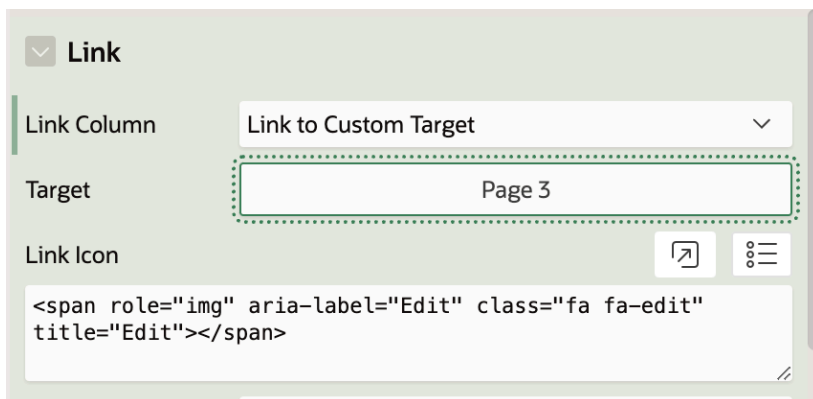 Link
Link Column
Link to Custom Target
Target
Page 3
Link Icon
<span role="img" aria-label="Edit" class="fa fa-edit"
title="Edit"></span>